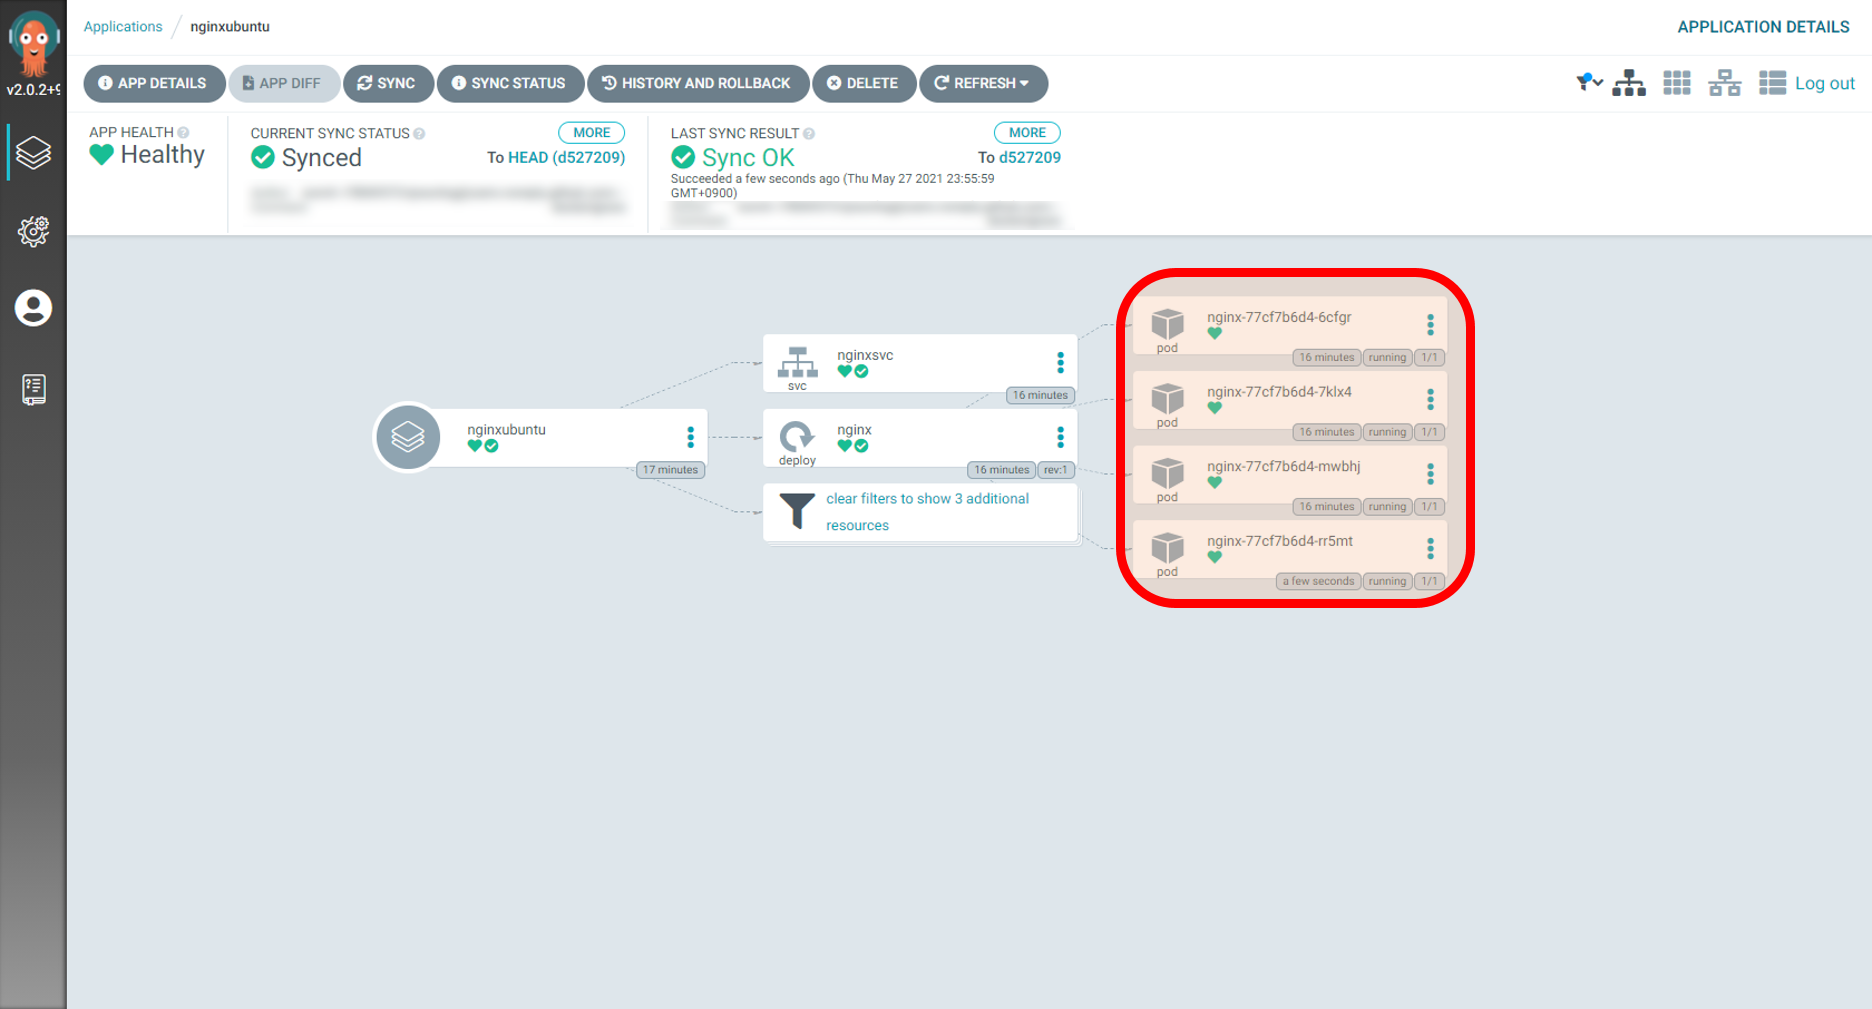 Applications / nginxubuntu
APPLICATION DETAILS
v2.0.2+9
APP DETAILS
APP DIFF
SYNC
SYNC STATUS
HISTORY AND ROLLBACK
DELETE
REFRESH
Log out
APP HEALTH
Healthy
CURRENT SYNC STATUS
MORE
Synced
To HEAD (d527209)
LAST SYNC RESULT
MORE
Sync OK
To d527209
Succeeded a few seconds ago (Thu May 27 2021 23:55:59
GMT+0900)
nginxubuntu
17 minutes
nginxsvc
svc
16 minutes
nginx
deploy
16 minutes
rev:1
clear filters to show 3 additional
resources
nginx-77cf7b6d4-6cfgr
pod
16 minutes
running
1/1
nginx-77cf7b6d4-7klx4
pod
16 minutes
running
1/1
nginx-77cf7b6d4-mwbhj
pod
16 minutes
running
1/1
nginx-77cf7b6d4-rr5mt
pod
a few seconds
running
1/1